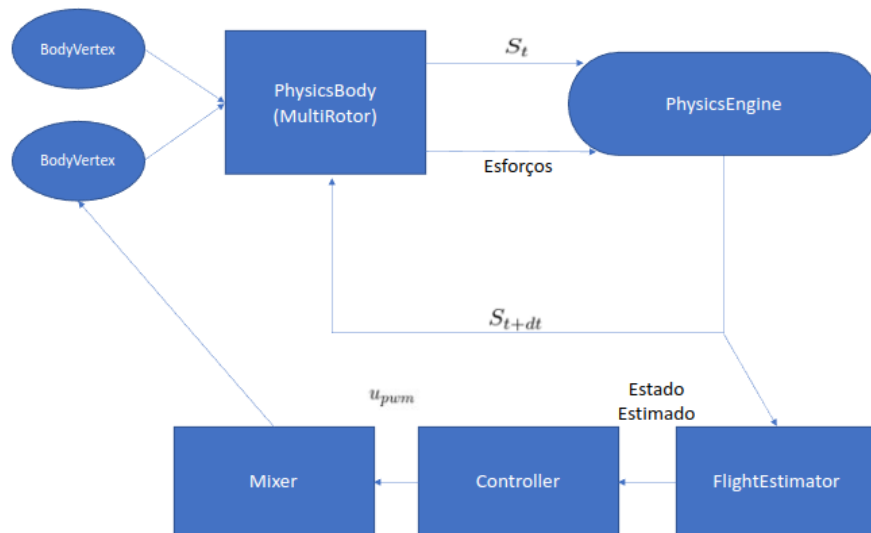 BodyVertex
PhysicsBody
(MultiRotor)
S_t
PhysicsEngine
BodyVertex
Esforços
S_{t+dt}
Estado
Estimado
u_{pwm}
Mixer
Controller
FlightEstimator